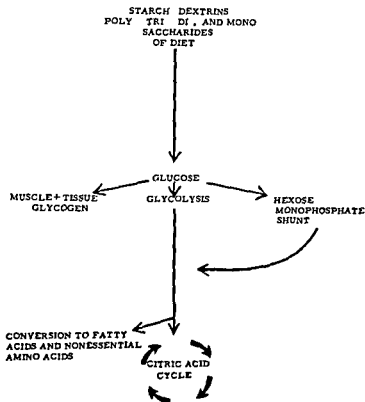 STARCH DEXTRINS
POLY TRI DI, AND MONO
SACCHARIDES
OF DIET
GLUCOSE
MUSCLE + TISSUE
GLYCOGEN
GLYCOLYSIS
HEXOSE
MONOPHOSPHATE
SHUNT
CONVERSION TO FATTY
ACIDS AND NONESSENTIAL
AMINO ACIDS
CITRIC ACID
CYCLE